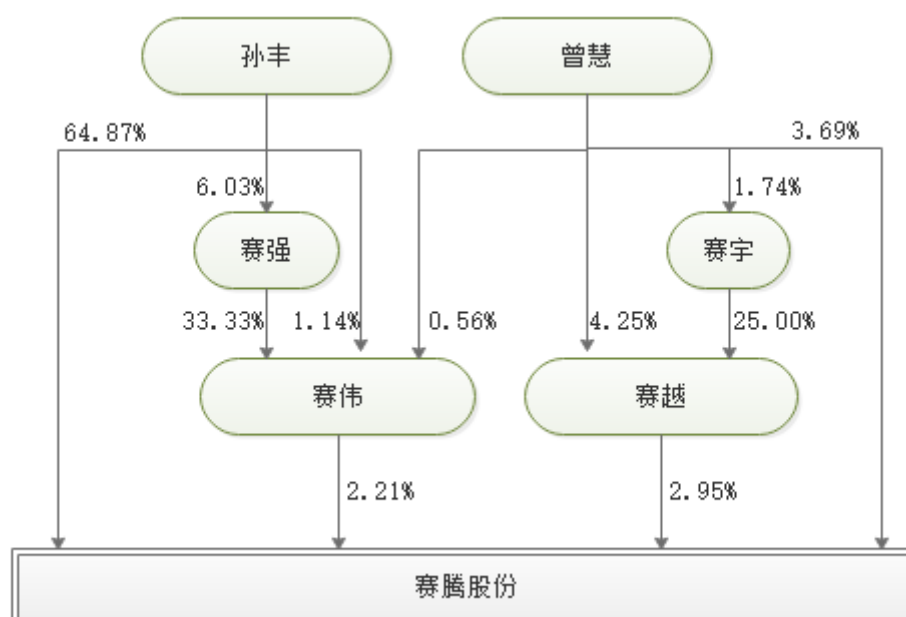 孙丰
曾慧
64.87%
3.69%
6.03%
1.74%
赛强
赛宇
33.33%
1.14%
0.56%
4.25%
25.00%
赛伟
赛越
2.21%
2.95%
赛腾股份